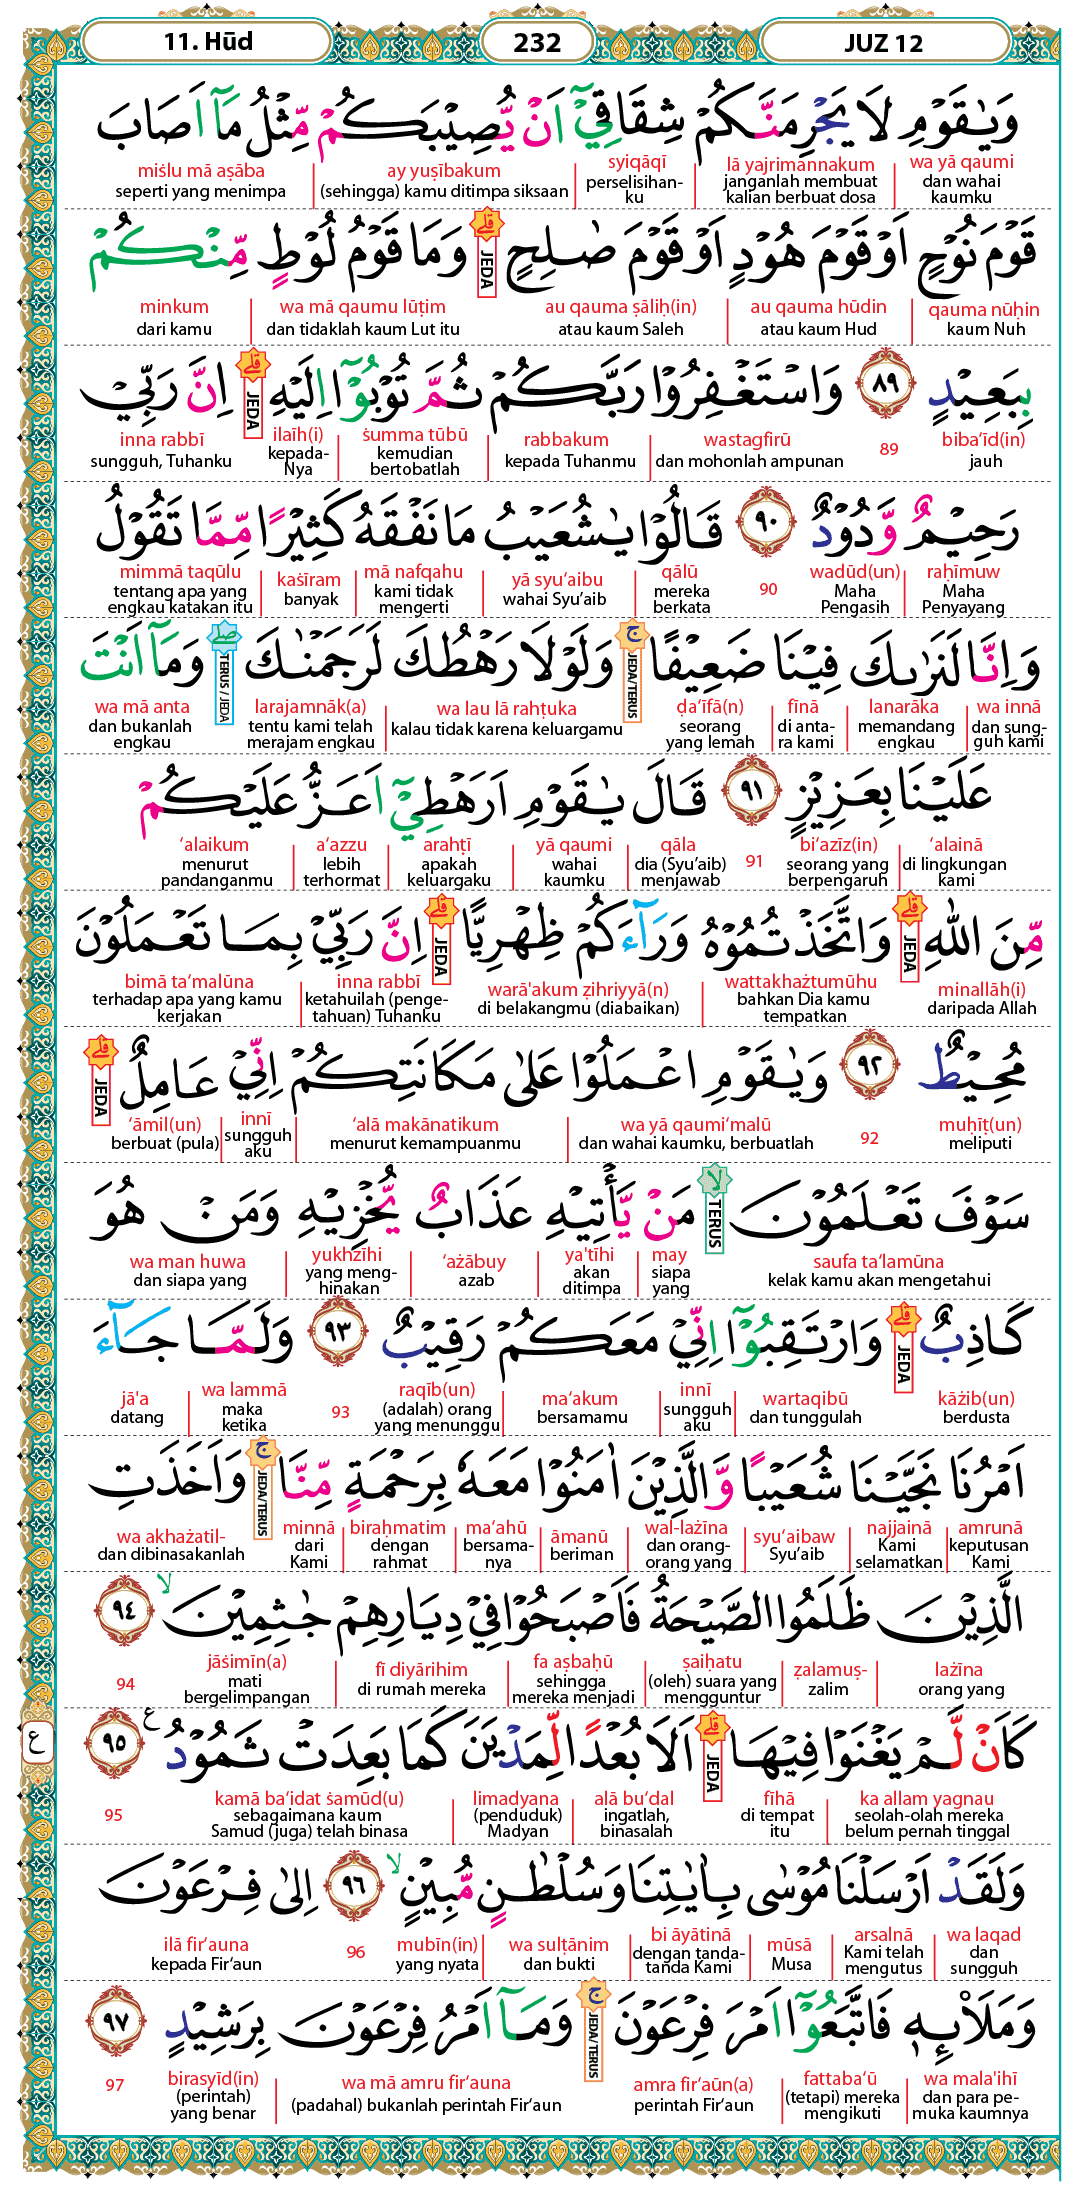 11. Hūd
232
JUZ 12
وَيٰقَوْمِ لَا يَجْرِمَنَّكُمْ شِقَاقِيْٓ اَنْ يُّصِيْبَكُمْ مِّثْلُ مَآ اَصَابَ
wa yā qaumi
dan wahai
kaumku
lā yajrimannakum
janganlah membuat
kalian berbuat dosa
syiqāqī
perselisihan-
ku
ay yuṣībakum
(sehingga) kamu ditimpa siksaan
miṡlu mā aṣāba
seperti yang menimpa
قَوْمَ نُوْحٍ اَوْ قَوْمَ هُوْدٍ اَوْ قَوْمَ صٰلِحٍ ۗ وَمَا قَوْمُ لُوْطٍ مِّنْكُمْ
JEDA
qauma nūḥin
kaum Nuh
au qauma hūdin
atau kaum Hud
au qauma ṣāliḥ(in)
atau kaum Saleh
wa mā qaumu lūṭim
dan tidaklah kaum Lut itu
minkum
dari kamu
بِبَعِيْدٍ ٨٩ وَاسْتَغْفِرُوْا رَبَّكُمْ ثُمَّ تُوْبُوْٓا اِلَيْهِ ۗ اِنَّ رَبِّيْ
JEDA
biba‘īd(in)
jauh
89
wastagfirū
dan mohonlah ampunan
rabbakum
kepada Tuhanmu
ṡumma tūbū
kemudian
bertobatlah
ilaīh(i)
kepada-
Nya
inna rabbī
sungguh, Tuhanku
رَحِيْمٌ وَّدُوْدٌ ٩٠ قَالُوْا يٰشُعَيْبُ مَا نَفْقَهُ كَثِيْرًا مِّمَّا تَقُوْلُ
raḥīmuw
Maha
Penyayang
wadūd(un)
Maha
Pengasih
90
qālū
mereka
berkata
yā syu‘aibu
wahai Syu‘aib
mā nafqahu
kami tidak
mengerti
kaṡīram
banyak
mimmā taqūlu
tentang apa yang
engkau katakan itu
وَاِنَّا لَنَرٰىكَ فِيْنَا ضَعِيْفًا ۚ وَلَوْلَا رَهْطُكَ لَرَجَمْنٰكَ ۖ وَمَآ اَنْتَ
JEDA/TERUS
TERUS / JEDA
wa innā
dan sung-
guh kami
lanarāka
memandang
engkau
fīnā
di anta-
ra kami
ḍa‘īfā(n)
seorang
yang lemah
wa lau lā rahṭuka
kalau tidak karena keluargamu
larajamnāk(a)
tentu kami telah
merajam engkau
wa mā anta
dan bukanlah
engkau
عَلَيْنَا بِعَزِيْزٍ ٩١ قَالَ يٰقَوْمِ اَرَهْطِيْٓ اَعَزُّ عَلَيْكُمْ
‘alainā
di lingkungan
kami
bi‘azīz(in)
seorang yang
berpengaruh
91
qāla
dia (Syu‘aib)
menjawab
yā qaumi
wahai
kaumku
arahṭī
apakah
keluargaku
a‘azzu
lebih
terhormat
‘alaikum
menurut
pandanganmu
مِّنَ اللّٰهِ ۗ وَاتَّخَذْتُمُوْهُ وَرَآءَكُمْ ظِهْرِيًّا ۗ اِنَّ رَبِّيْ بِمَا تَعْمَلُوْنَ
JEDA
JEDA
minallāh(i)
daripada Allah
wattakhażtumūhu
bahkan Dia kamu
tempatkan
warā'akum ẓihriyyā(n)
di belakangmu (diabaikan)
inna rabbī
ketahuilah (penge-
tahuan) Tuhanku
bimā ta‘malūna
terhadap apa yang kamu
kerjakan
مُحِيْطٌ ٩٢ وَيٰقَوْمِ اعْمَلُوْا عَلٰى مَكَانَتِكُمْ اِنِّيْ عَامِلٌ ۗ
JEDA
muḥīṭ(un)
meliputi
92
wa yā qaumi‘malū
dan wahai kaumku, berbuatlah
‘alā makānatikum
menurut kemampuanmu
innī
sungguh
aku
‘āmil(un)
berbuat (pula)
سَوْفَ تَعْلَمُوْنَ ۙ مَنْ يَّأْتِيْهِ عَذَابٌ يُّخْزِيْهِ وَمَنْ هُوَ
TERUS
saufa ta‘lamūna
kelak kamu akan mengetahui
may
siapa
yang
ya'tīhi
akan
ditimpa
‘ażābuy
azab
yukhzīhi
yang meng-
hinakan
wa man huwa
dan siapa yang
كَاذِبٌ ۗ وَارْتَقِبُوْٓا اِنِّيْ مَعَكُمْ رَقِيْبٌ ٩٣ وَلَمَّا جَآءَ
JEDA
kāżib(un)
berdusta
wartaqibū
dan tunggulah
innī
sungguh
aku
ma‘akum
bersamamu
raqīb(un)
(adalah) orang
yang menunggu
93
wa lammā
maka
ketika
jā'a
datang
اَمْرُنَا نَجَّيْنَا شُعَيْبًا وَّالَّذِيْنَ اٰمَنُوْا مَعَهٗ بِرَحْمَةٍ مِّنَّا ۚ وَاَخَذَتِ
JEDA/TERUS
amrunā
keputusan
Kami
najjainā
Kami
selamatkan
syu‘aibaw
Syu‘aib
wal-lażīna
dan orang-
orang yang
āmanū
beriman
ma‘ahū
bersama-
nya
biraḥmatim
dengan
rahmat
minnā
dari
Kami
wa akhażatil-
dan dibinasakanlah
الَّذِيْنَ ظَلَمُوا الصَّيْحَةُ فَاَصْبَحُوْا فِيْ دِيَارِهِمْ جٰثِمِيْنَ ۙ ٩٤
lażīna
orang yang
ẓalamuṣ-
zalim
ṣaiḥatu
(oleh) suara yang
mengguntur
fa aṣbaḥū
sehingga
mereka menjadi
fī diyārihim
di rumah mereka
jāṡimīn(a)
mati
bergelimpangan
94
كَاَنْ لَّمْ يَغْنَوْا فِيْهَا ۗ اَلَا بُعْدًا لِّمَدْيَنَ كَمَا بَعِدَتْ ثَمُوْدُ ࣖ ٩٥
JEDA
ع
ka allam yagnau
seolah-olah mereka
belum pernah tinggal
fīhā
di tempat
itu
alā bu‘dal
ingatlah,
binasalah
limadyana
(penduduk)
Madyan
kamā ba‘idat ṡamūd(u)
sebagaimana kaum
Samud (juga) telah binasa
95
وَلَقَدْ اَرْسَلْنَا مُوْسٰى بِاٰيٰتِنَا وَسُلْطٰنٍ مُّبِيْنٍ ۙ ٩٦ اِلٰى فِرْعَوْنَ
wa laqad
dan
sungguh
arsalnā
Kami telah
mengutus
mūsā
Musa
bi āyātinā
dengan tanda-
tanda Kami
wa sulṭānim
dan bukti
mubīn(in)
yang nyata
96
ilā fir‘auna
kepada Fir‘aun
وَمَلَا۟ىِٕهٖ فَاتَّبَعُوْٓا اَمْرَ فِرْعَوْنَ ۚ وَمَآ اَمْرُ فِرْعَوْنَ بِرَشِيْدٍ ٩٧
JEDA/TERUS
wa mala'ihī
dan para pe-
muka kaumnya
fattaba‘ū
(tetapi) mereka
mengikuti
amra fir‘aūn(a)
perintah Fir‘aun
wa mā amru fir‘auna
(padahal) bukanlah perintah Fir‘aun
birasyīd(in)
(perintah)
yang benar
97